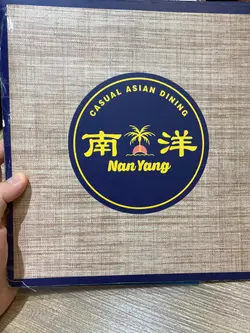 CASUAL ASIAN DINING
南洋
Nan Yang